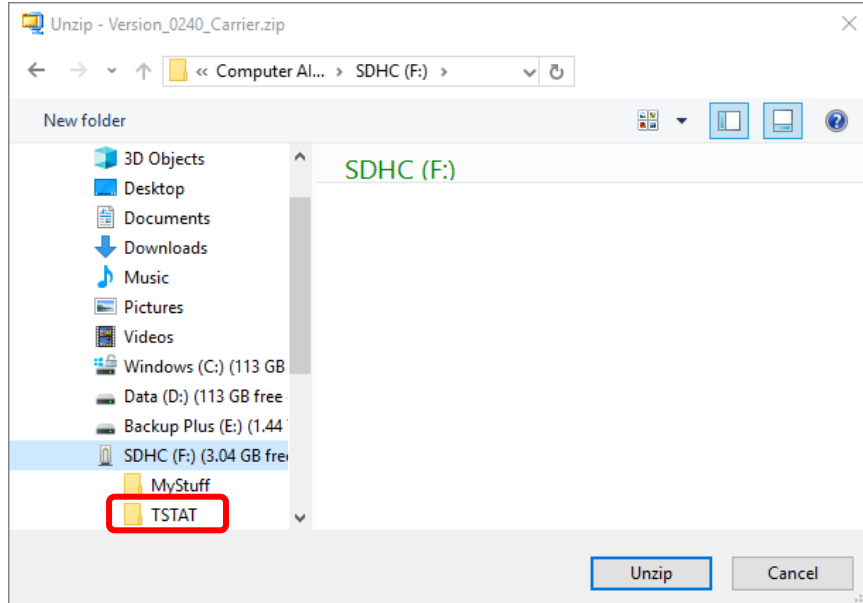 Unzip - Version_0240_Carrier.zip
« Computer Al... > SDHC (F:) >
New folder
3D Objects
Desktop
Documents
Downloads
Music
Pictures
Videos
Windows (C:) (113 GB
Data (D:) (113 GB free
Backup Plus (E:) (1.44
SDHC (F:) (3.04 GB free
MyStuff
TSTAT
SDHC (F:)
Unzip
Cancel